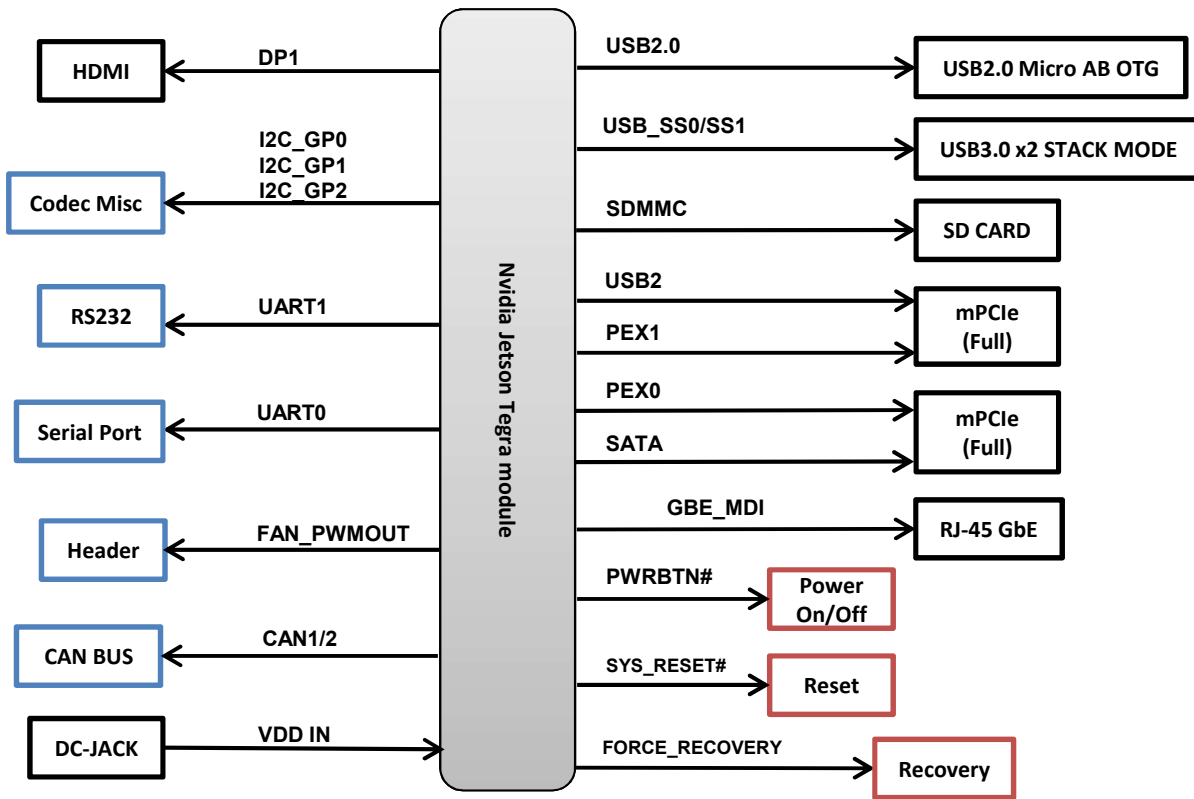 DP1
HDMI
I2C_GP0
I2C_GP1
I2C_GP2
Codec Misc
UART1
RS232
UART0
Serial Port
FAN_PWMOUT
Header
CAN1/2
CAN BUS
VDD IN
DC-JACK
Nvidia Jetson Tegra module
USB2.0
USB2.0 Micro AB OTG
USB_SS0/SS1
USB3.0 x2 STACK MODE
SDMMC
SD CARD
USB2
PEX1
mPCIe
(Full)
PEX0
SATA
mPCIe
(Full)
GBE_MDI
RJ-45 GbE
PWRBTN#
Power
On/Off
SYS_RESET#
Reset
FORCE_RECOVERY
Recovery